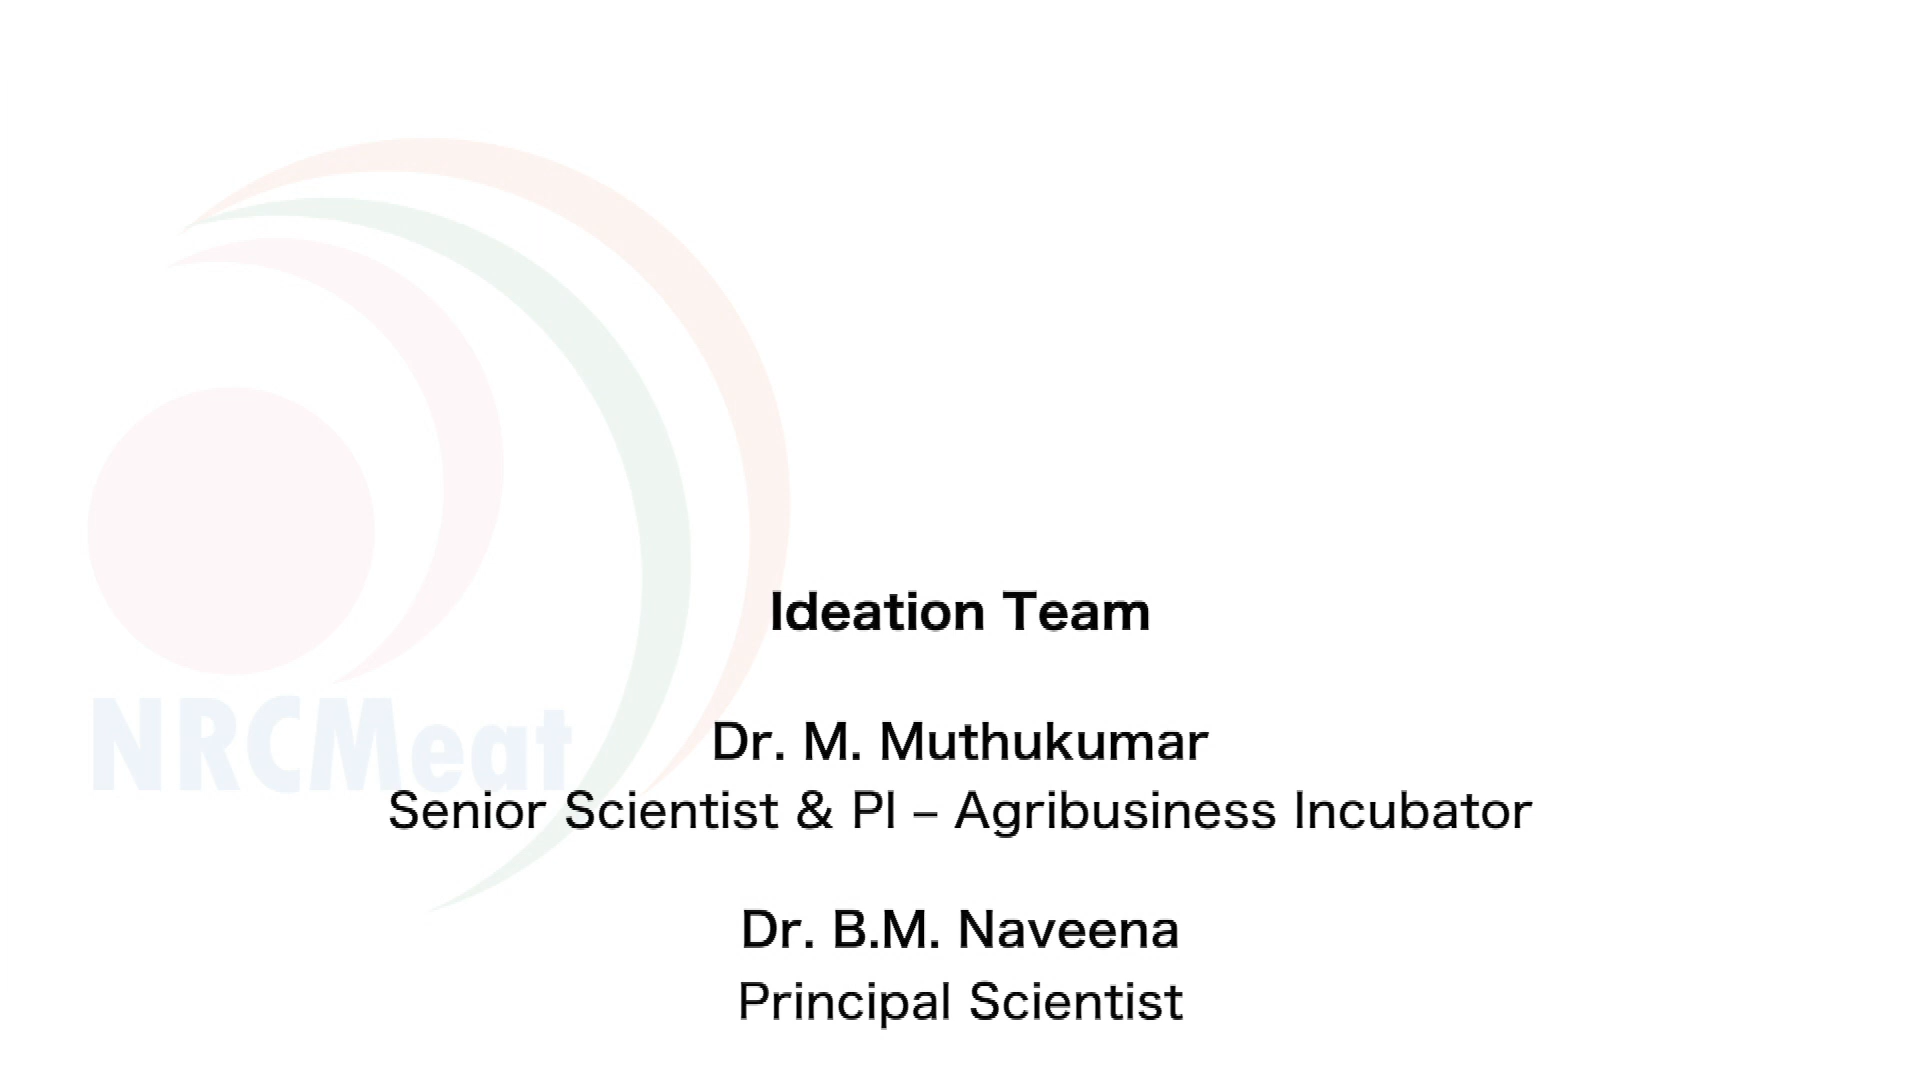 Ideation Team
NRCMeat
Dr. M. Muthukumar
Senior Scientist & PI – Agribusiness Incubator
Dr. B.M. Naveena
Principal Scientist